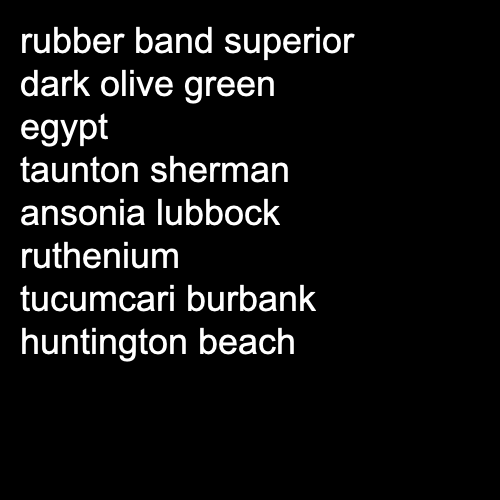 rubber band superior
dark olive green
egypt
taunton sherman
ansonia lubbock
ruthenium
tucumcari burbank
huntington beach